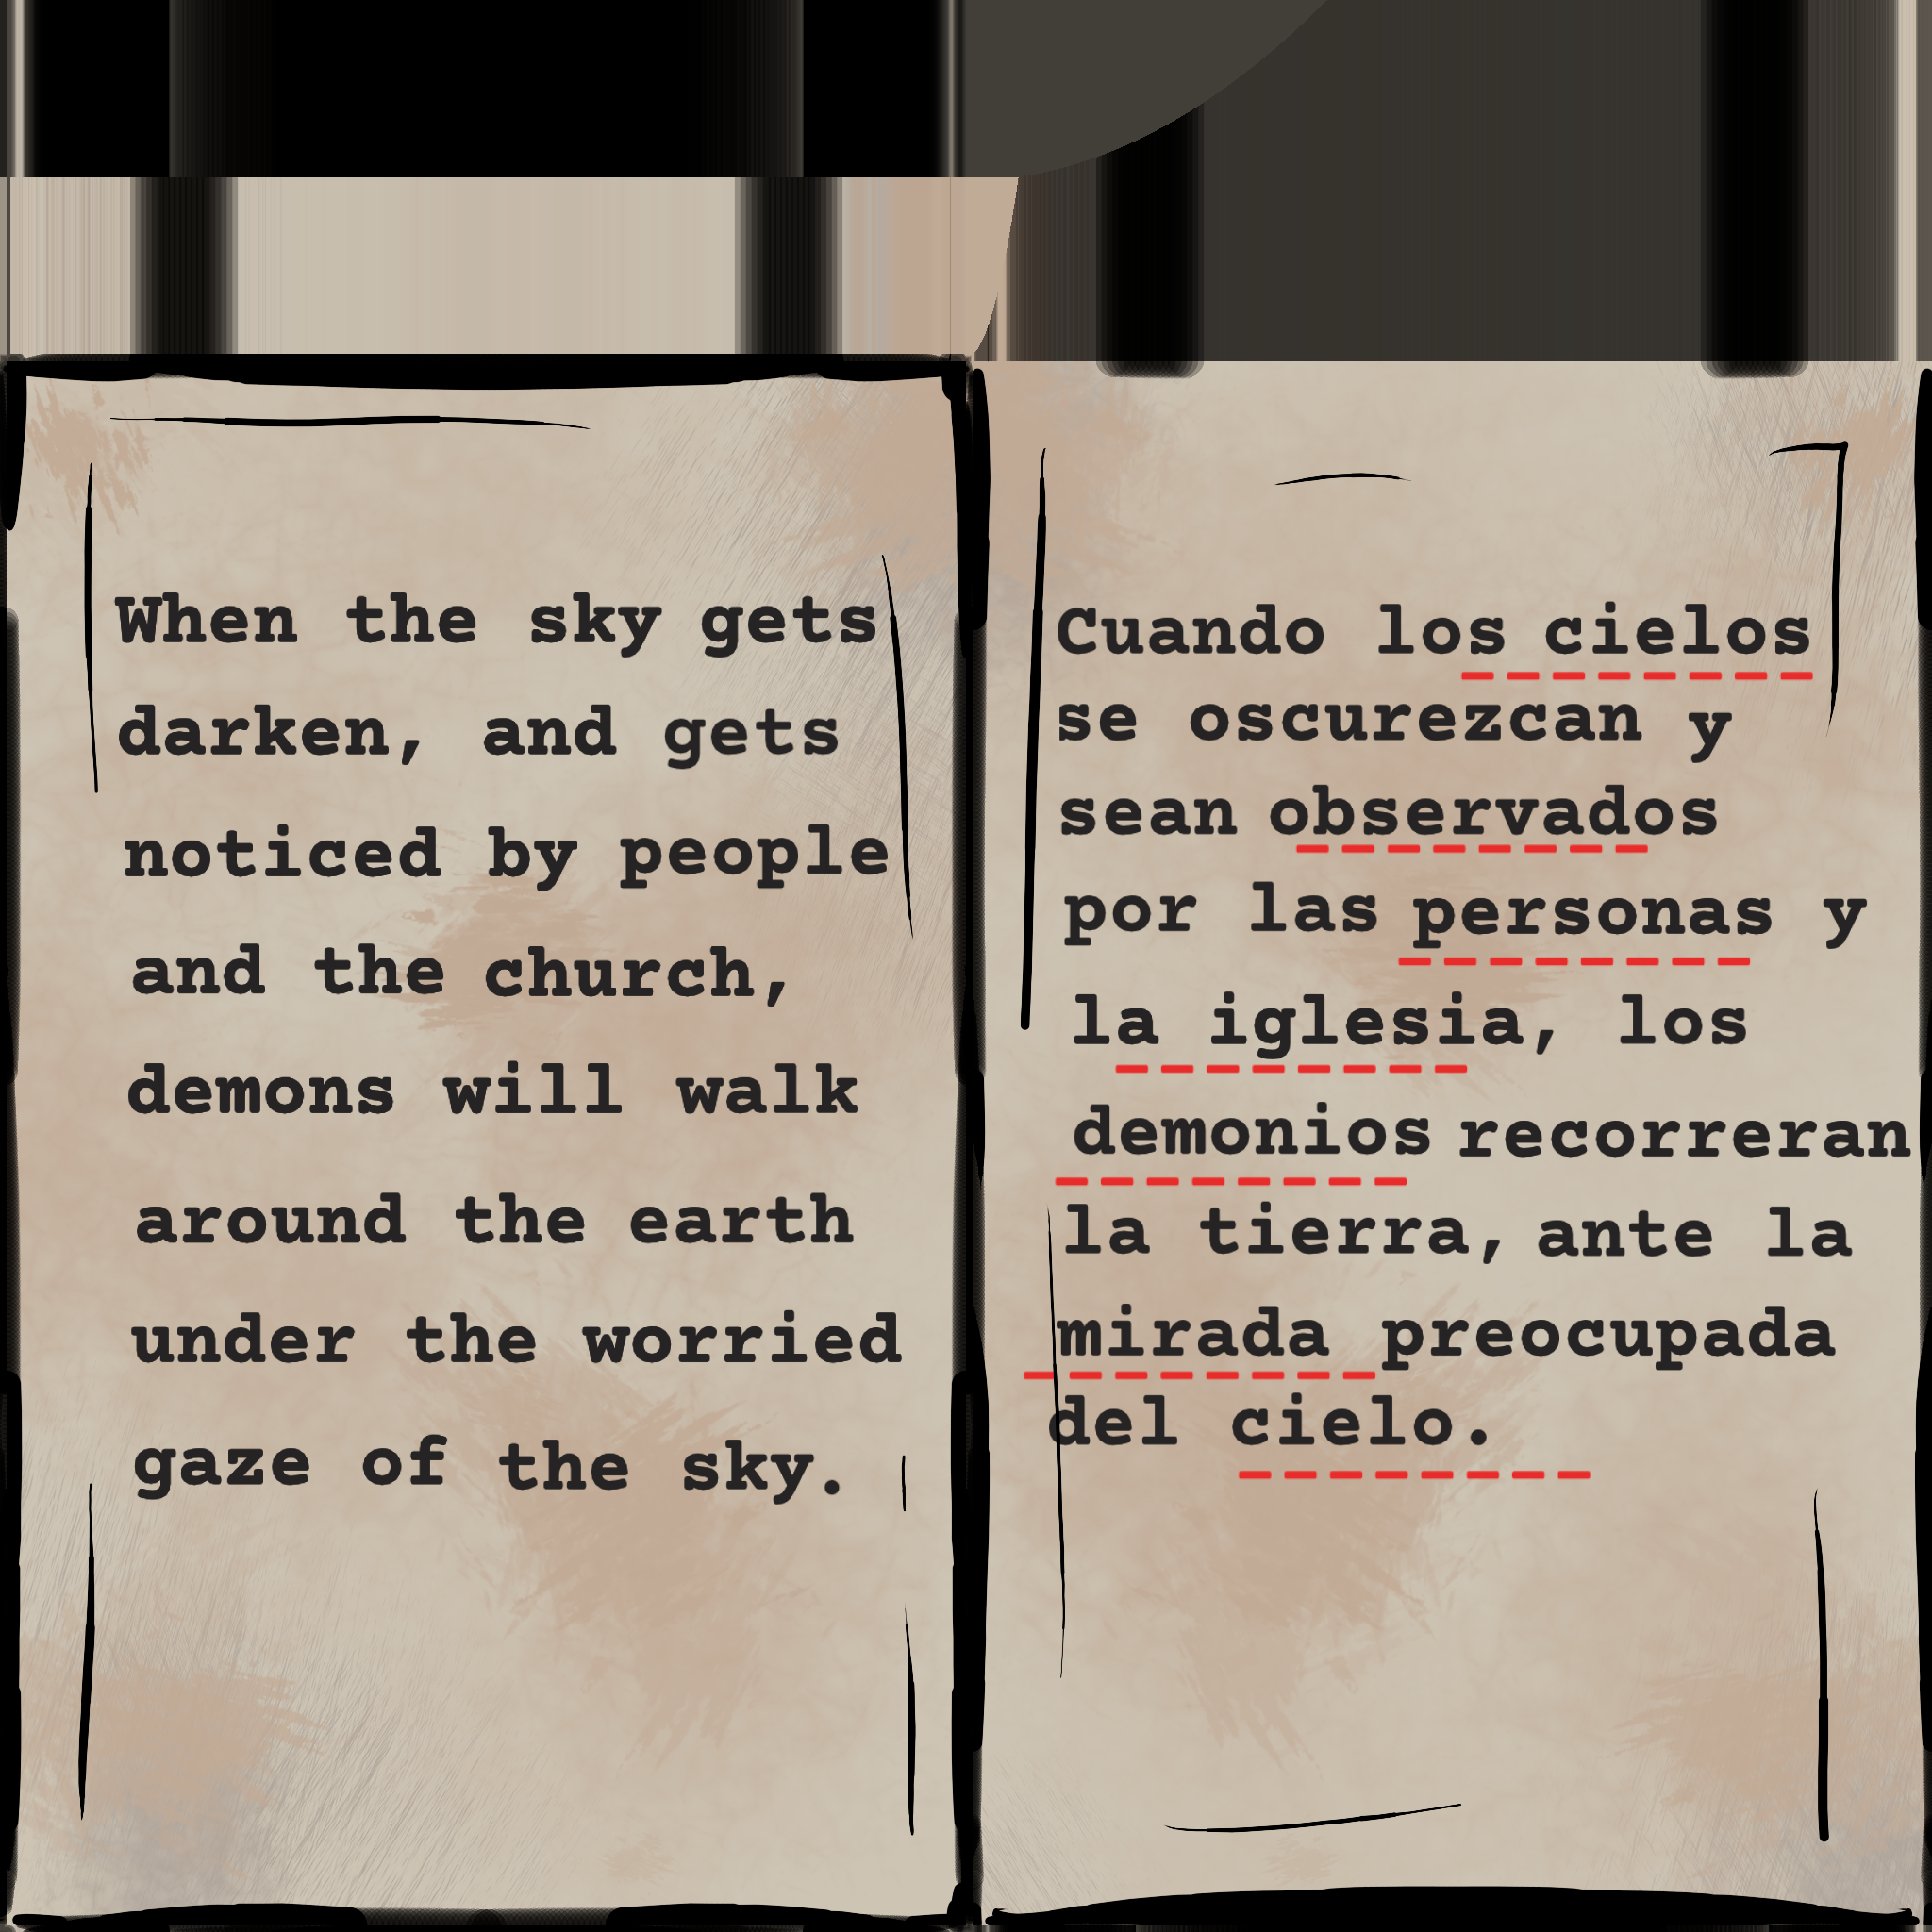 When the sky gets
darken, and gets
noticed by people
and the church,
demons will walk
around the earth
under the worried
gaze of the sky.
Cuando los cielos
se oscurezcan y
sean observados
por las personas y
la iglesia, los
demonios recorreran
la tierra, ante la
mirada preocupada
del cielo.